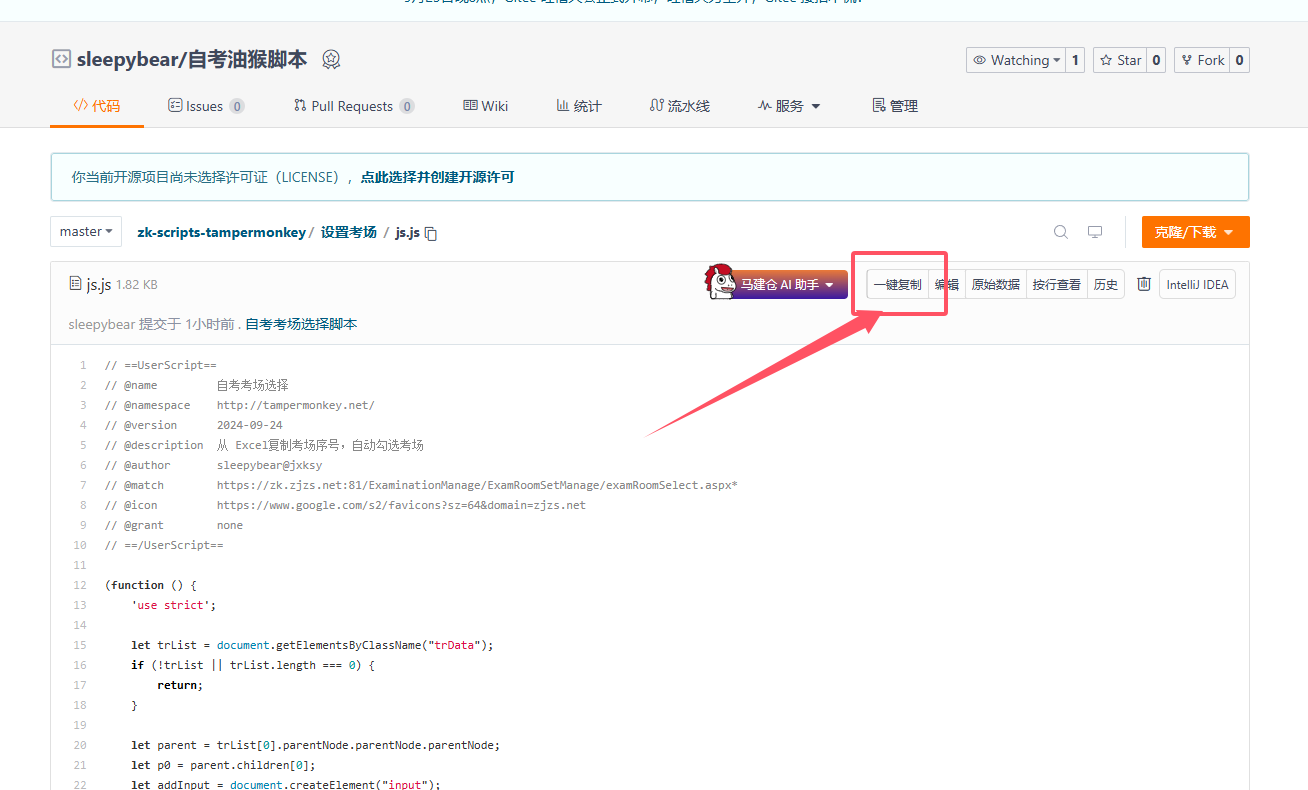 sleepybear/自考油猴脚本
Watching 1 Star 0 Fork 0
代码 Issues 0 Pull Requests 0 Wiki 统计 流水线 服务 管理
你当前开源项目尚未选择许可证（LICENSE），点此选择并创建开源许可
master zk-scripts-tampermonkey / 设置考场 / js.js 克隆/下载
js.js 1.82 KB 马建仓 AI 助手 一键复制 编辑 原始数据 按行查看 历史 IntelliJ IDEA
sleepybear 提交于 1小时前 . 自考考场选择脚本
1 // ==UserScript==
2 // @name 自考考场选择
3 // @namespace http://tampermonkey.net/
4 // @version 2024-09-24
5 // @description 从 Excel复制考场序号，自动勾选考场
6 // @author sleepybear@jxksy
7 // @match https://zk.zjzs.net:81/ExaminationManage/ExamRoomSetManage/examRoomSelect.aspx*
8 // @icon https://www.google.com/s2/favicons?sz=64&domain=zjzs.net
9 // @grant none
10 // ==/UserScript==
11
12 (function () {
13 'use strict';
14
15 let trList = document.getElementsByClassName("trData");
16 if (!trList || trList.length === 0) {
17 return;
18 }
19
20 let parent = trList[0].parentNode.parentNode.parentNode;
21 let p0 = parent.children[0];
22 let addInput = document.createElement("input");